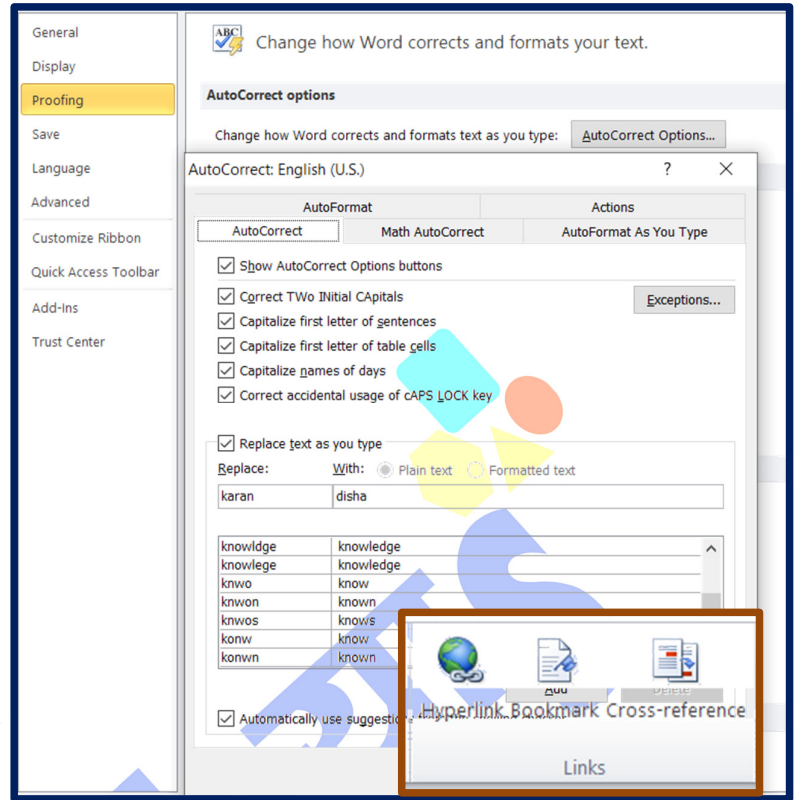 General
Display
Proofing
Save
Language
Advanced
Customize Ribbon
Quick Access Toolbar
Add-Ins
Trust Center
ABC
Change how Word corrects and formats your text.
AutoCorrect options
Change how Word corrects and formats text as you type: AutoCorrect Options...
AutoCorrect: English (U.S.) ? ×
AutoFormat Actions
AutoCorrect Math AutoCorrect AutoFormat As You Type
Show AutoCorrect Options buttons
Correct TWo INitial CApitals Exceptions...
Capitalize first letter of sentences
Capitalize first letter of table cells
Capitalize names of days
Correct accidental usage of cAPS LOCK key
Replace text as you type
Replace: With: Plain text Formatted text
karan disha
knowldge knowledge
knowlege knowledge
knwo know
knwon known
knwos knows
konw know
konwn known
Add Delete
Automatically use suggestions
Hyperlink Bookmark Cross-reference
Links